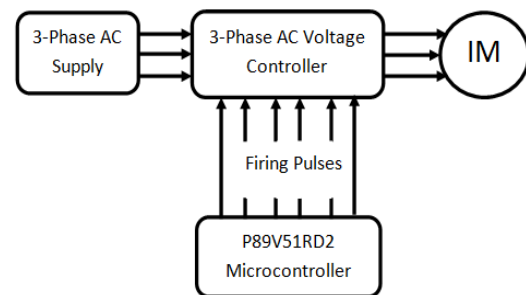 3-Phase AC
Supply
3-Phase AC Voltage
Controller
IM
Firing Pulses
P89V51RD2
Microcontroller